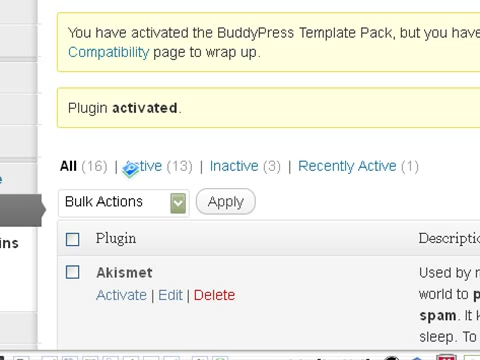 You have activated the BuddyPress Template Pack, but you have
Compatibility page to wrap up.
Plugin activated.
All (16) | Active (13) | Inactive (3) | Recently Active (1)
Bulk Actions Apply
Plugin Descripti
Akismet Used by
Activate | Edit | Delete world to
spam. It
sleep. To
ins